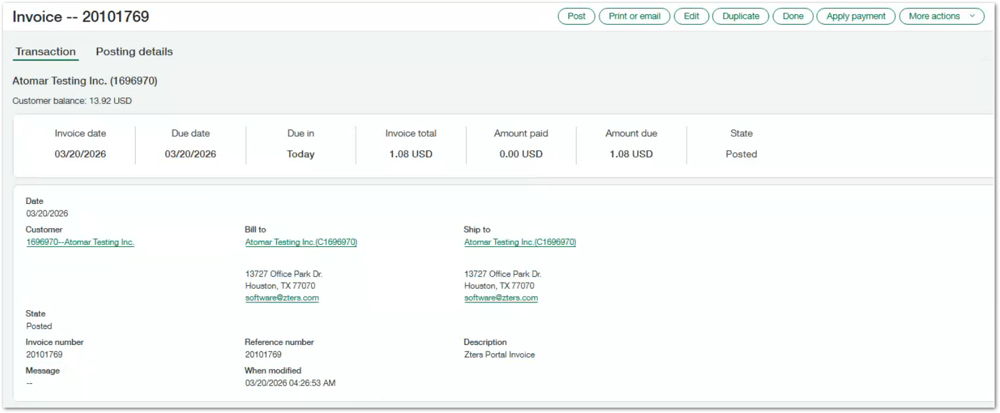 Invoice -- 20101769
Post Print or email Edit Duplicate Done Apply payment More actions
Transaction Posting details
Atomar Testing Inc. (1696970)
Customer balance: 13.92 USD
Invoice date Due date Due in Invoice total Amount paid Amount due State
03/20/2026 03/20/2026 Today 1.08 USD 0.00 USD 1.08 USD Posted
Date
03/20/2026
Customer Bill to Ship to
1696970--Atomar Testing Inc. Atomar Testing Inc.(C1696970) Atomar Testing Inc.(C1696970)
13727 Office Park Dr. 13727 Office Park Dr.
Houston, TX 77070 Houston, TX 77070
software@zters.com software@zters.com
State
Posted
Invoice number Reference number Description
20101769 20101769 Zters Portal Invoice
Message When modified
-- 03/20/2026 04:26:53 AM